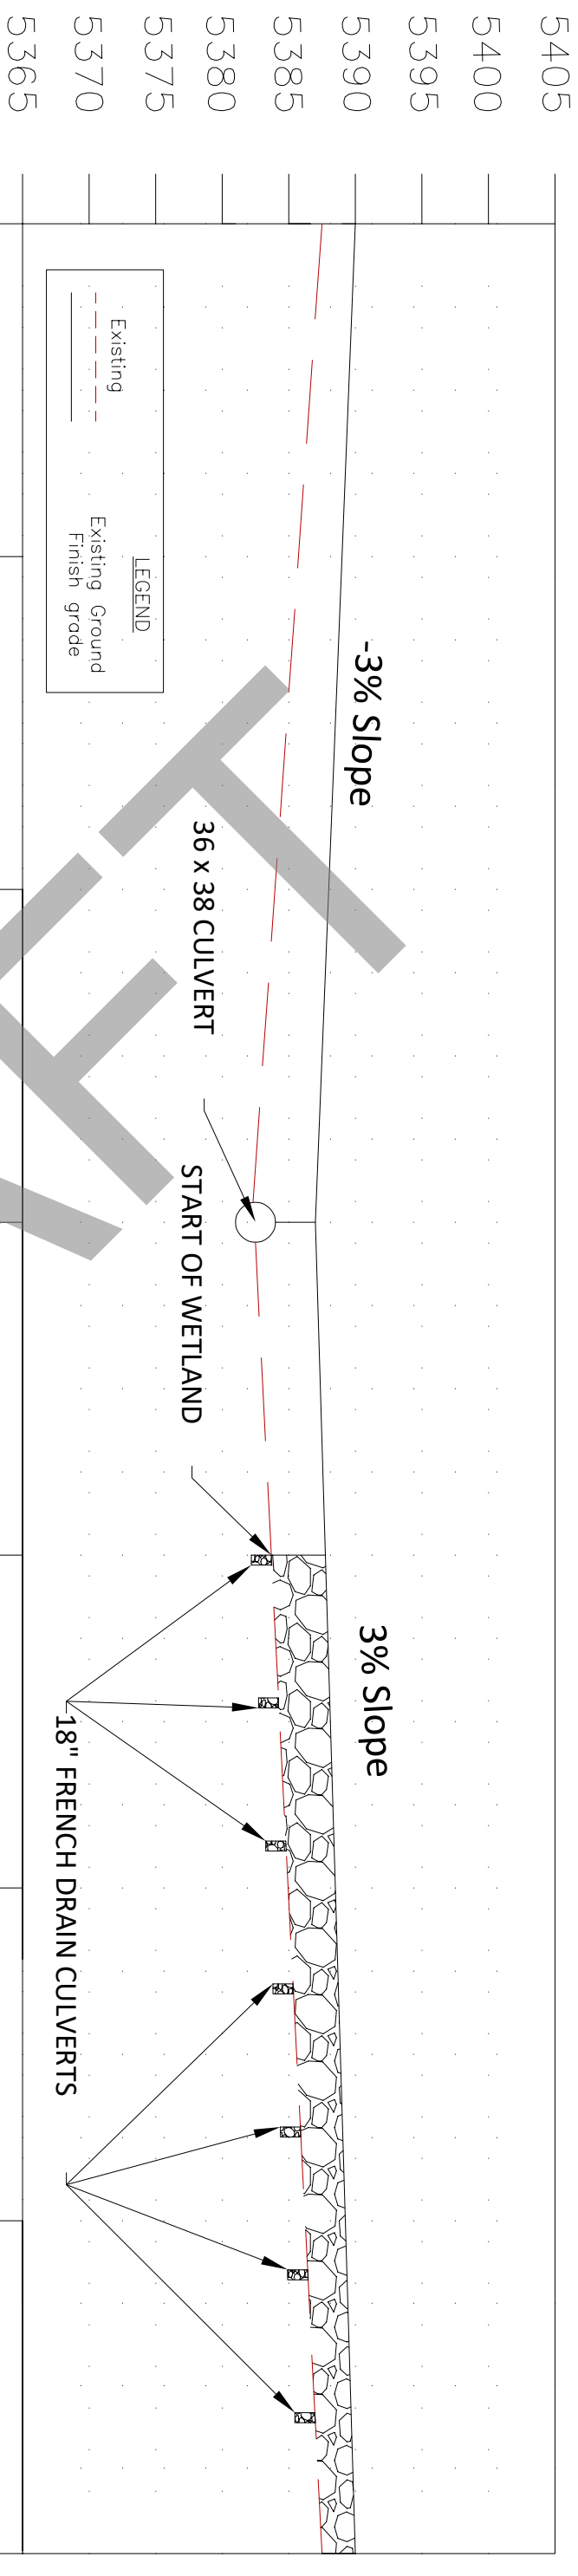 5405
5400
5395
5390
5385
5380
5375
5370
5365
-3% Slope
3% Slope
36 x 38 CULVERT
START OF WETLAND
18" FRENCH DRAIN CULVERTS
LEGEND
Existing
Existing Ground
Finish grade